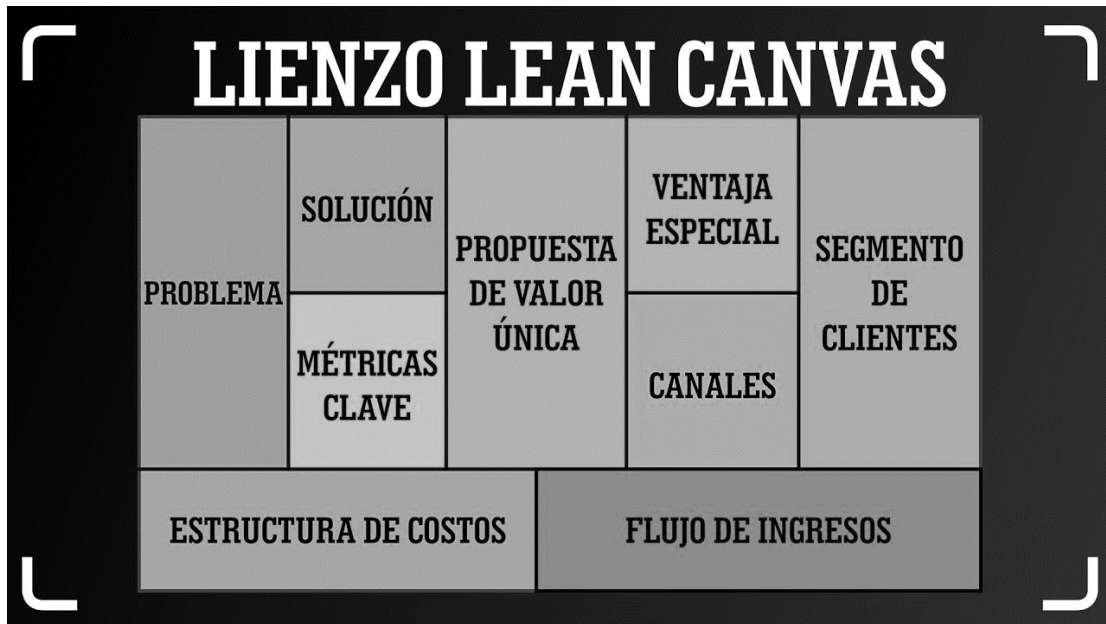 LIENZO LEAN CANVAS
PROBLEMA
SOLUCIÓN
MÉTRICAS
CLAVE
PROPUESTA
DE VALOR
ÚNICA
VENTAJA
ESPECIAL
CANALES
SEGMENTO
DE
CLIENTES
ESTRUCTURA DE COSTOS
FLUJO DE INGRESOS